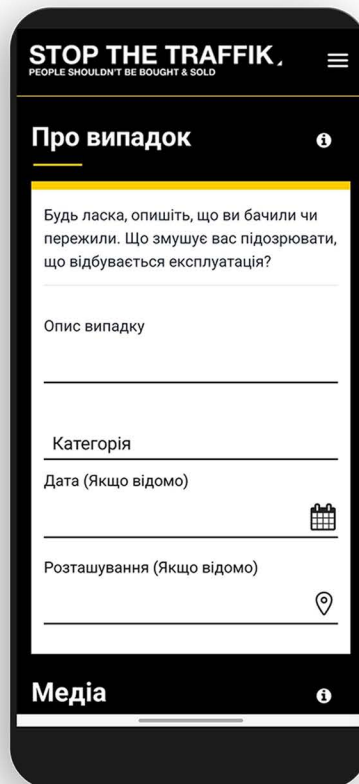 STOP THE TRAFFIK
PEOPLE SHOULDN'T BE BOUGHT & SOLD
Про випадок
Будь ласка, опишіть, що ви бачили чи
пережили. Що змушує вас підозрювати,
що відбувається експлуатація?
Опис випадку
Категорія
Дата (Якщо відомо)
Розташування (Якщо відомо)
Медіа